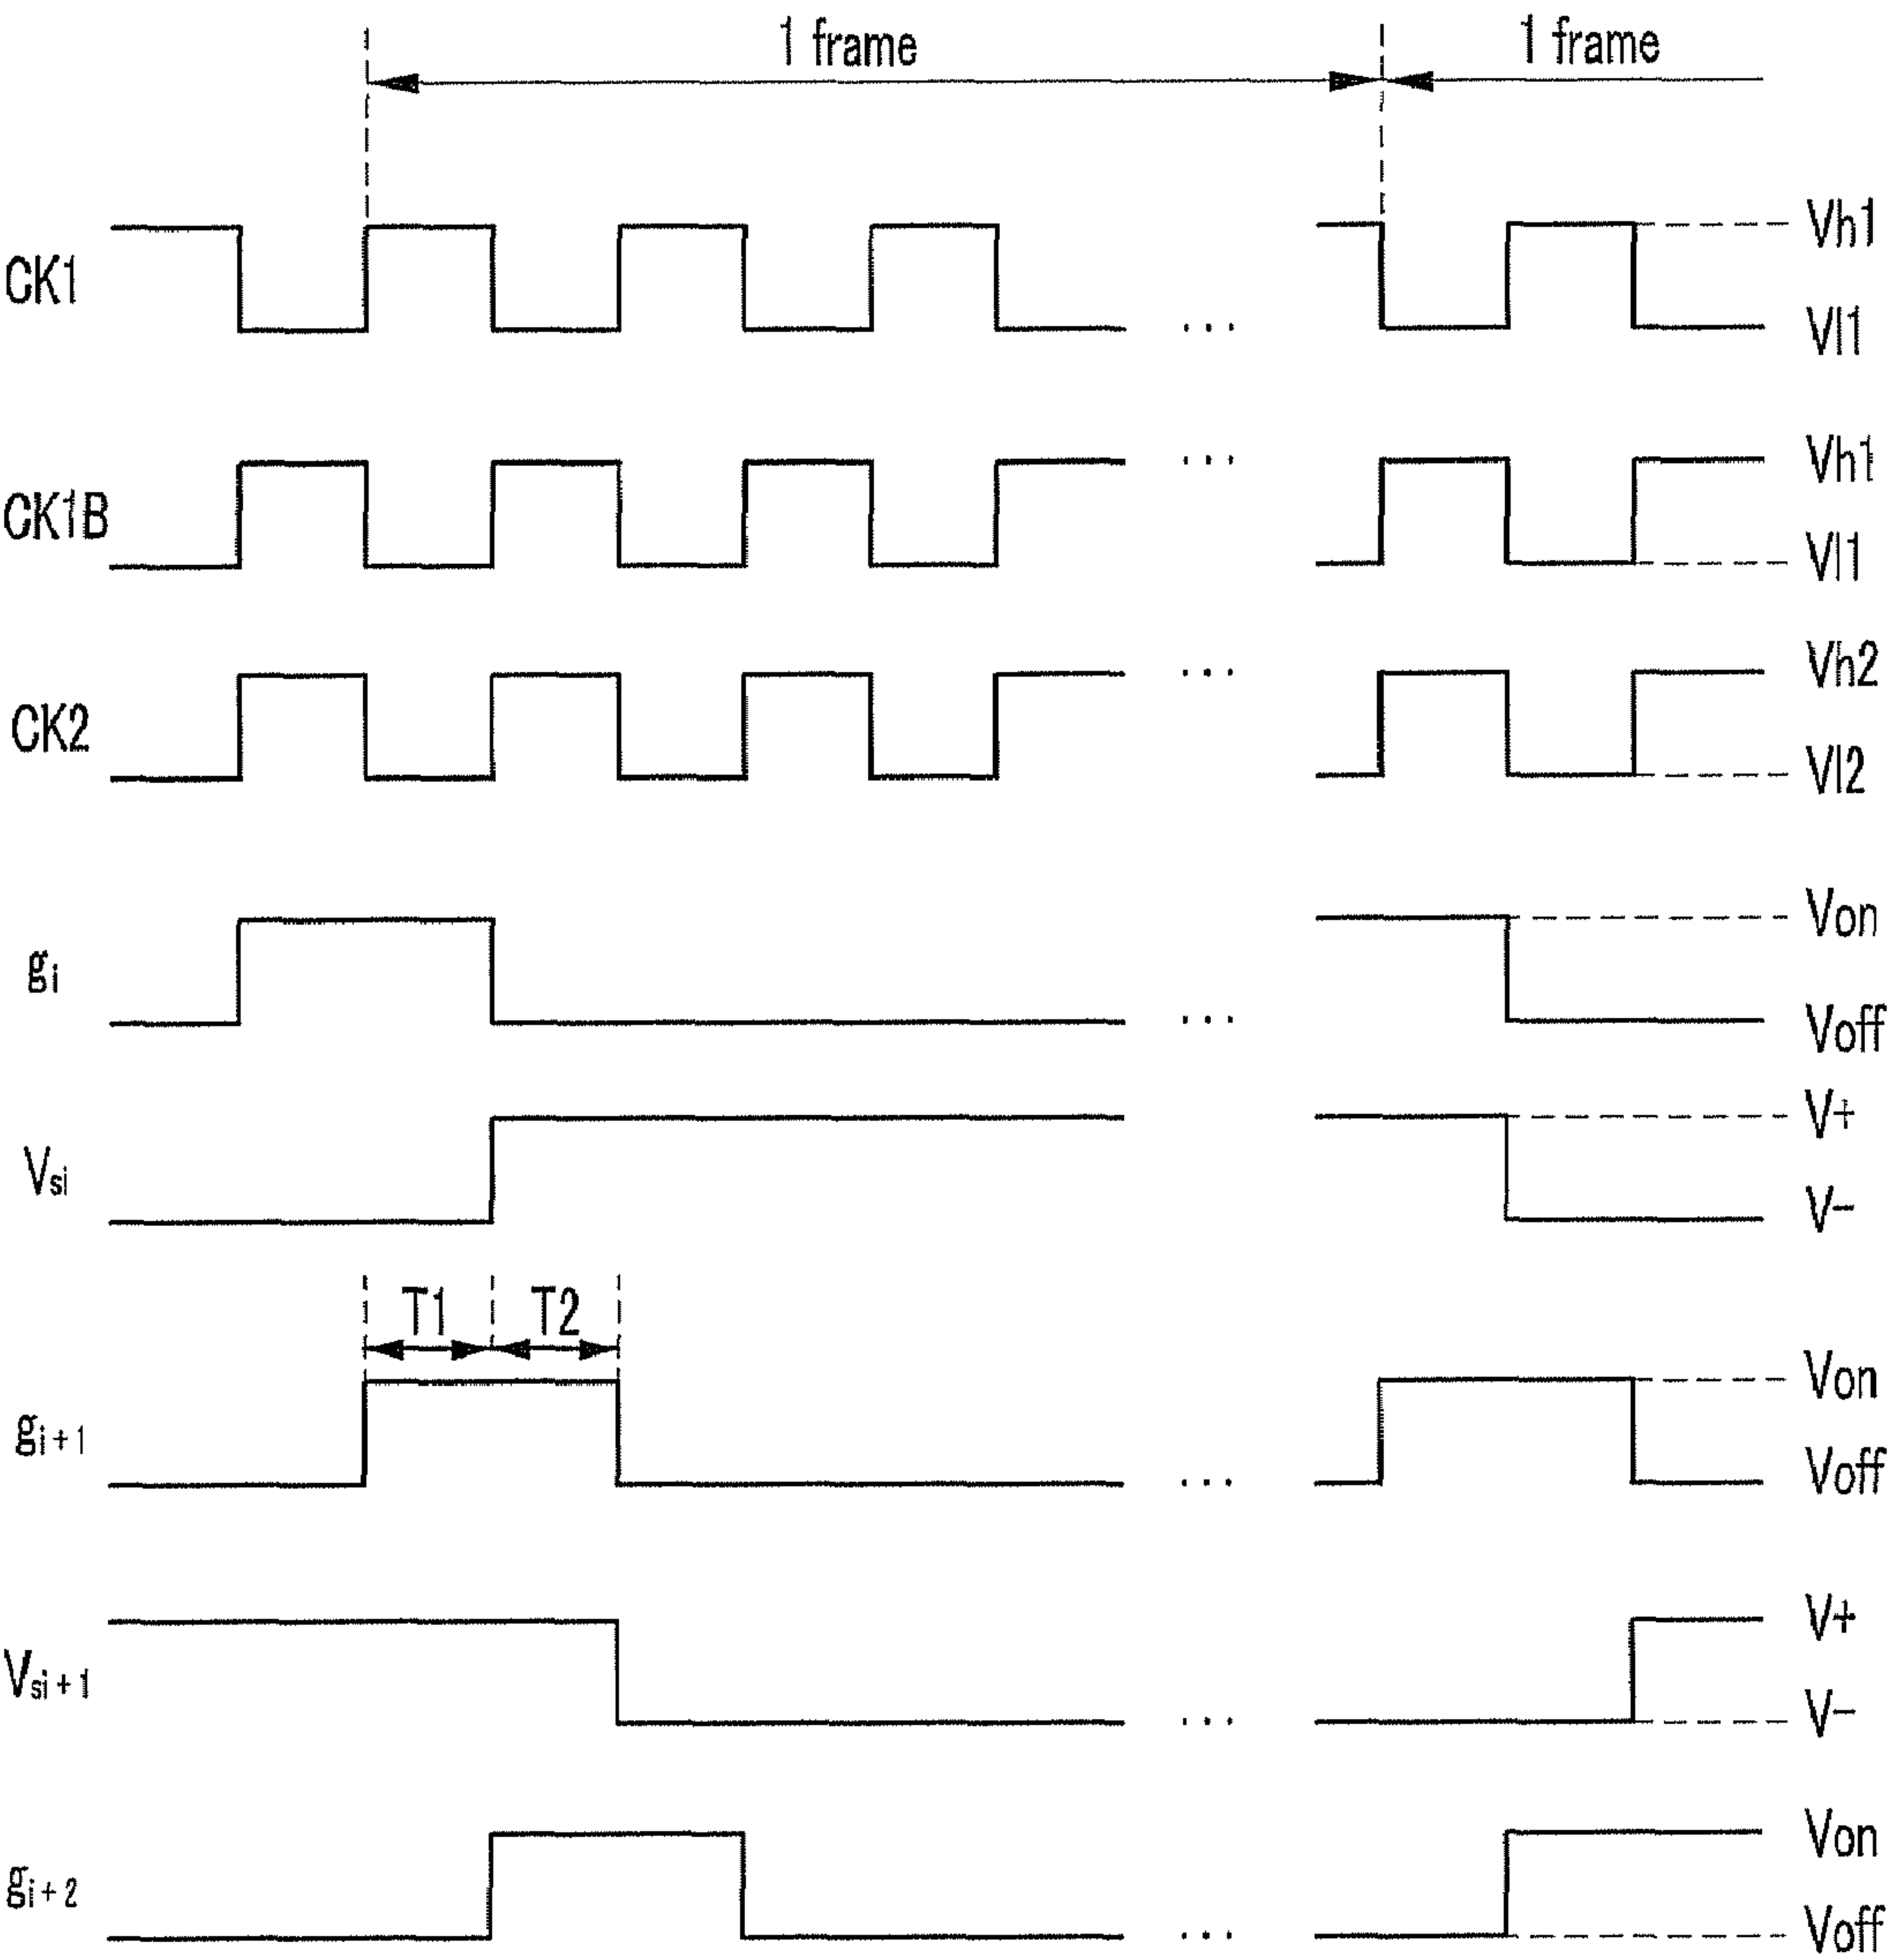 1 frame
1 frame
CK1
Vh1
Vl1
CK1B
Vh1
Vl1
CK2
Vh2
Vl2
gi
Von
Voff
Vsi
V+
V-
T1
T2
gi+1
Von
Voff
Vsi+1
V+
V-
gi+2
Von
Voff